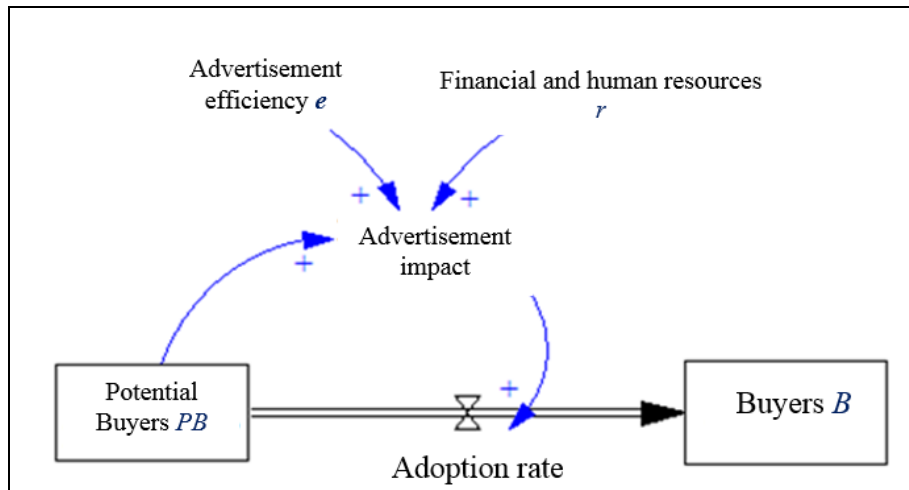 Advertisement
efficiency e
Financial and human resources
r
+
+
Advertisement
impact
+
+
Potential
Buyers PB
Buyers B
Adoption rate